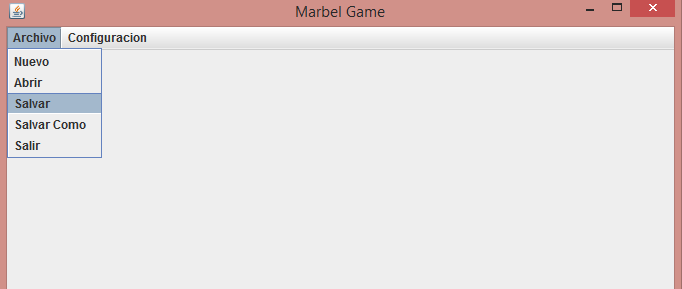 Marbel Game
Archivo Configuracion
Nuevo
Abrir
Salvar
Salvar Como
Salir